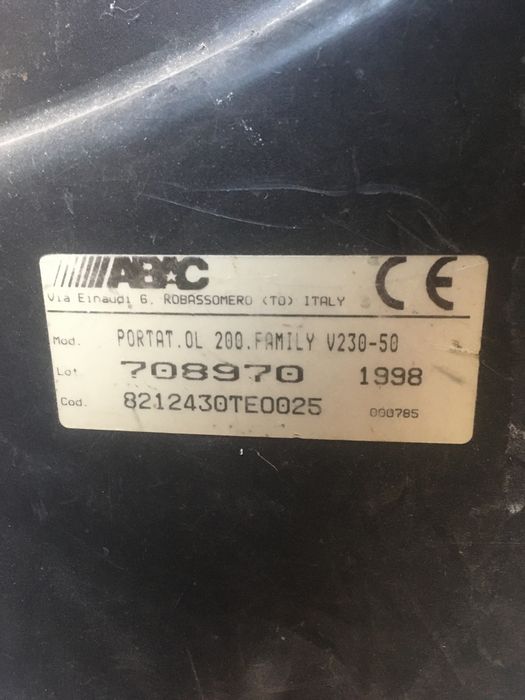 ABAC CE
Via Einaudi 6, ROBASSOMERO (TO) ITALY
Mod. PORTAT.OL 200.FAMILY V230-50
Lot. 708970 1998
Cod. 8212430TE0025 000785